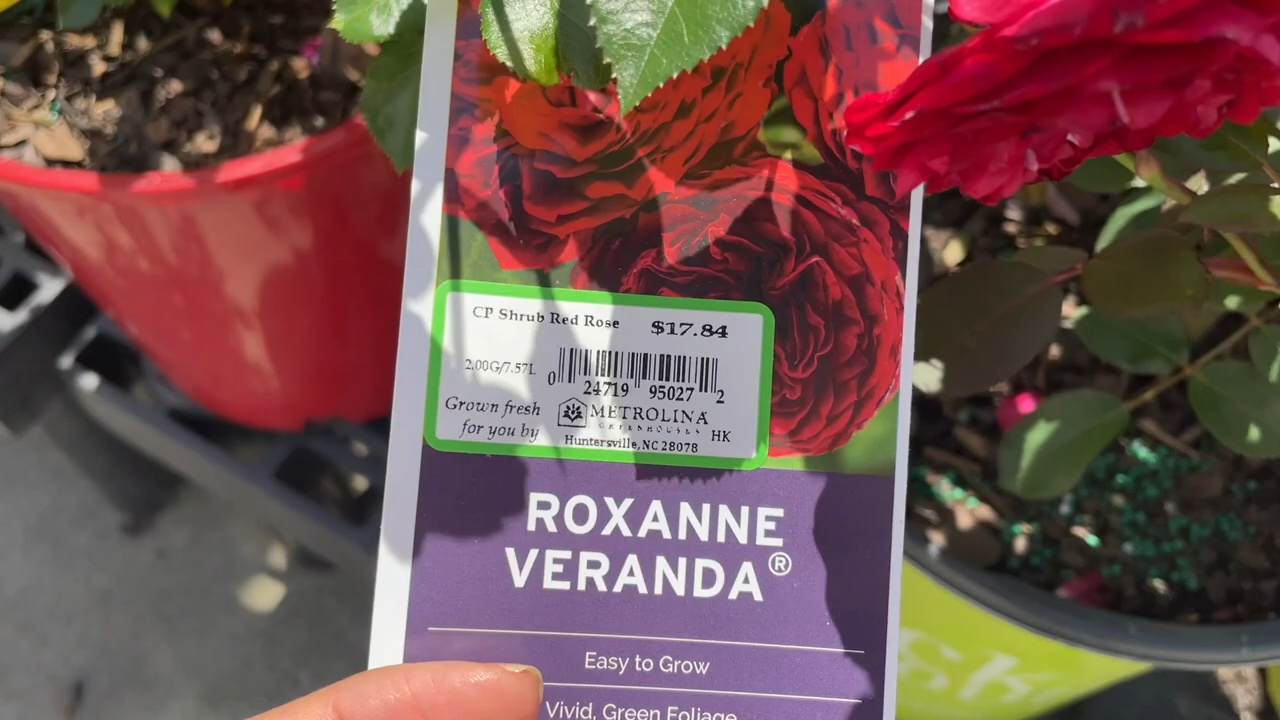 CP Shrub Red Rose $17.84
2.00G/7.57L
0 24719 95027 2
Grown fresh
for you by
METROLINA
GREENHOUSES HK
Huntersville, NC 28078
ROXANNE
VERANDA®
Easy to Grow
Vivid, Green Foliage